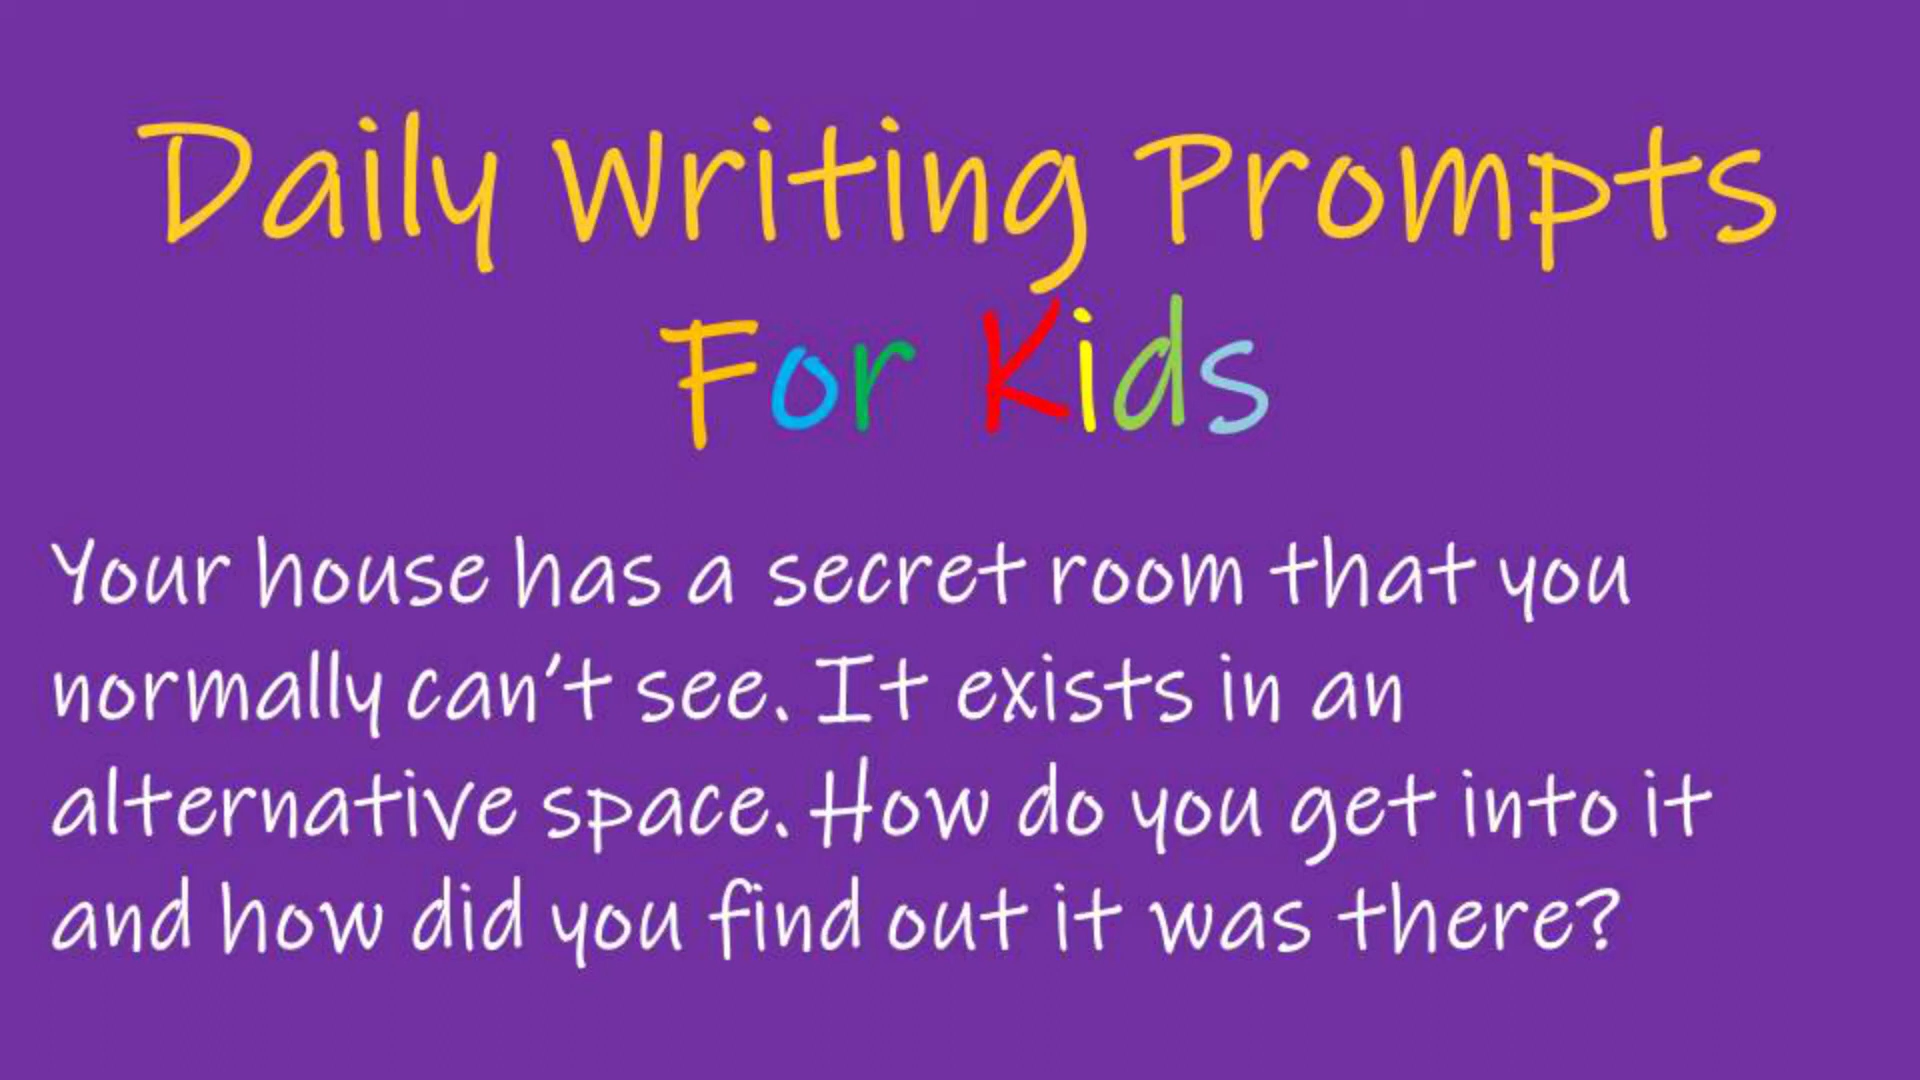 Daily Writing Prompts
For Kids
Your house has a secret room that you
normally can't see. It exists in an
alternative space. How do you get into it
and how did you find out it was there?